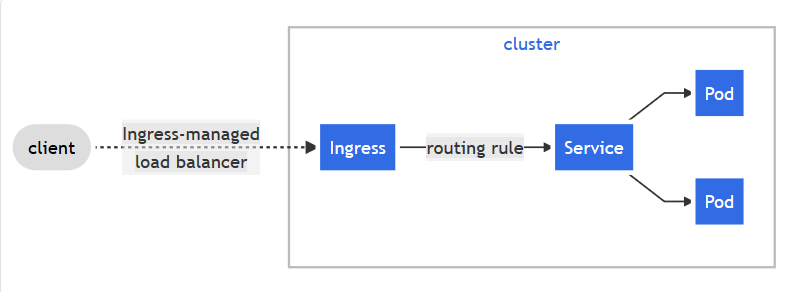 cluster
client
Ingress-managed
load balancer
Ingress
routing rule
Service
Pod
Pod